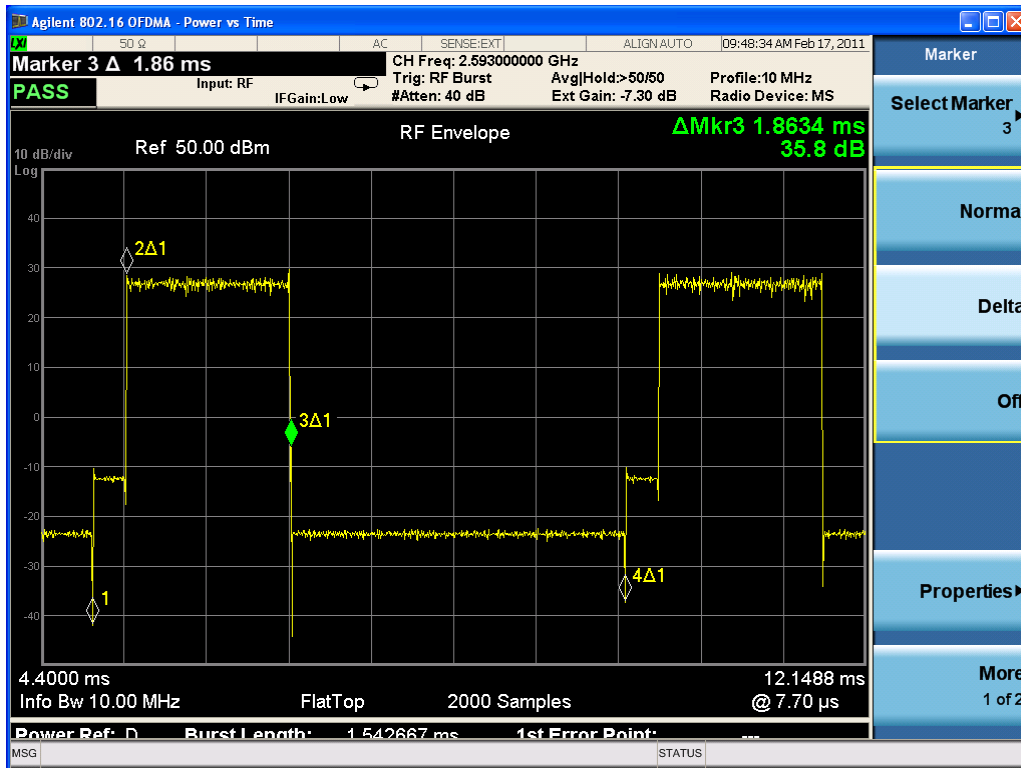 Agilent 802.16 OFDMA - Power vs Time
LXI 50 Ω AC SENSE:EXT ALIGN AUTO 09:48:34 AM Feb 17, 2011
Marker 3 Δ 1.86 ms
PASS
Input: RF
IFGain:Low
CH Freq: 2.593000000 GHz
Trig: RF Burst Avg|Hold:>50/50 Profile:10 MHz
#Atten: 40 dB Ext Gain: -7.30 dB Radio Device: MS
RF Envelope
ΔMkr3 1.8634 ms
35.8 dB
10 dB/div Ref 50.00 dBm
Log
40
30
20
10
0
-10
-20
-30
-40
2Δ1
3Δ1
1
4Δ1
4.4000 ms 12.1488 ms
Info Bw 10.00 MHz FlatTop 2000 Samples @ 7.70 µs
Power Ref: D Burst Length: 1.542667 ms 1st Error Point: ---
MSG STATUS
Marker
Select Marker
3
Norma
Delta
Off
Properties
More
1 of 2